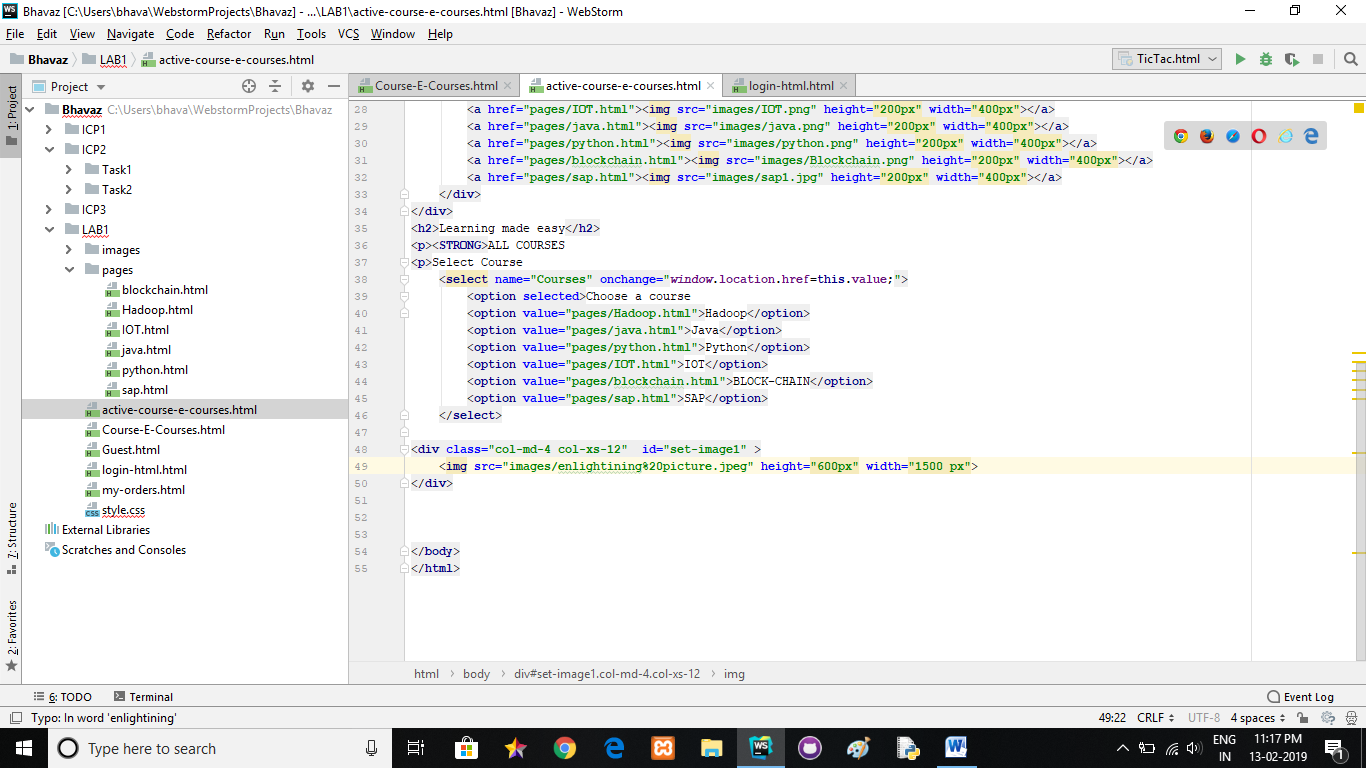 Bhavaz [C:\Users\bhava\WebstormProjects\Bhavaz] - ...\LAB1\active-course-e-courses.html [Bhavaz] - WebStorm
File Edit View Navigate Code Refactor Run Tools VCS Window Help
Bhavaz LAB1 active-course-e-courses.html TicTac.html
1: Project
Project
Course-E-Courses.html active-course-e-courses.html login-html.html
Bhavaz C:\Users\bhava\WebstormProjects\Bhavaz
ICP1
ICP2
Task1
Task2
ICP3
LAB1
images
pages
blockchain.html
Hadoop.html
IOT.html
java.html
python.html
sap.html
active-course-e-courses.html
Course-E-Courses.html
Guest.html
login-html.html
my-orders.html
style.css
External Libraries
Scratches and Consoles
7: Structure
2: Favorites
28 <a href="pages/IOT.html"><img src="images/IOT.png" height="200px" width="400px"></a>
29 <a href="pages/java.html"><img src="images/java.png" height="200px" width="400px"></a>
30 <a href="pages/python.html"><img src="images/python.png" height="200px" width="400px"></a>
31 <a href="pages/blockchain.html"><img src="images/Blockchain.png" height="200px" width="400px"></a>
32 <a href="pages/sap.html"><img src="images/sap1.jpg" height="200px" width="400px"></a>
33 </div>
34 </div>
35 <h2>Learning made easy</h2>
36 <p><STRONG>ALL COURSES
37 <p>Select Course
38 <select name="Courses" onchange="window.location.href=this.value;">
39 <option selected>Choose a course
40 <option value="pages/Hadoop.html">Hadoop</option>
41 <option value="pages/java.html">Java</option>
42 <option value="pages/python.html">Python</option>
43 <option value="pages/IOT.html">IOT</option>
44 <option value="pages/blockchain.html">BLOCK-CHAIN</option>
45 <option value="pages/sap.html">SAP</option>
46 </select>
47
48 <div class="col-md-4 col-xs-12"  id="set-image1" >
49 <img src="images/enlightining%20picture.jpeg" height="600px" width="1500 px">
50 </div>
51
52
53
54 </body>
55 </html>
html body div#set-image1.col-md-4.col-xs-12 img
6: TODO Terminal Event Log
Typo: In word 'enlightining' 49:22 CRLF UTF-8 4 spaces
Type here to search
ENG
IN
11:17 PM
13-02-2019
1